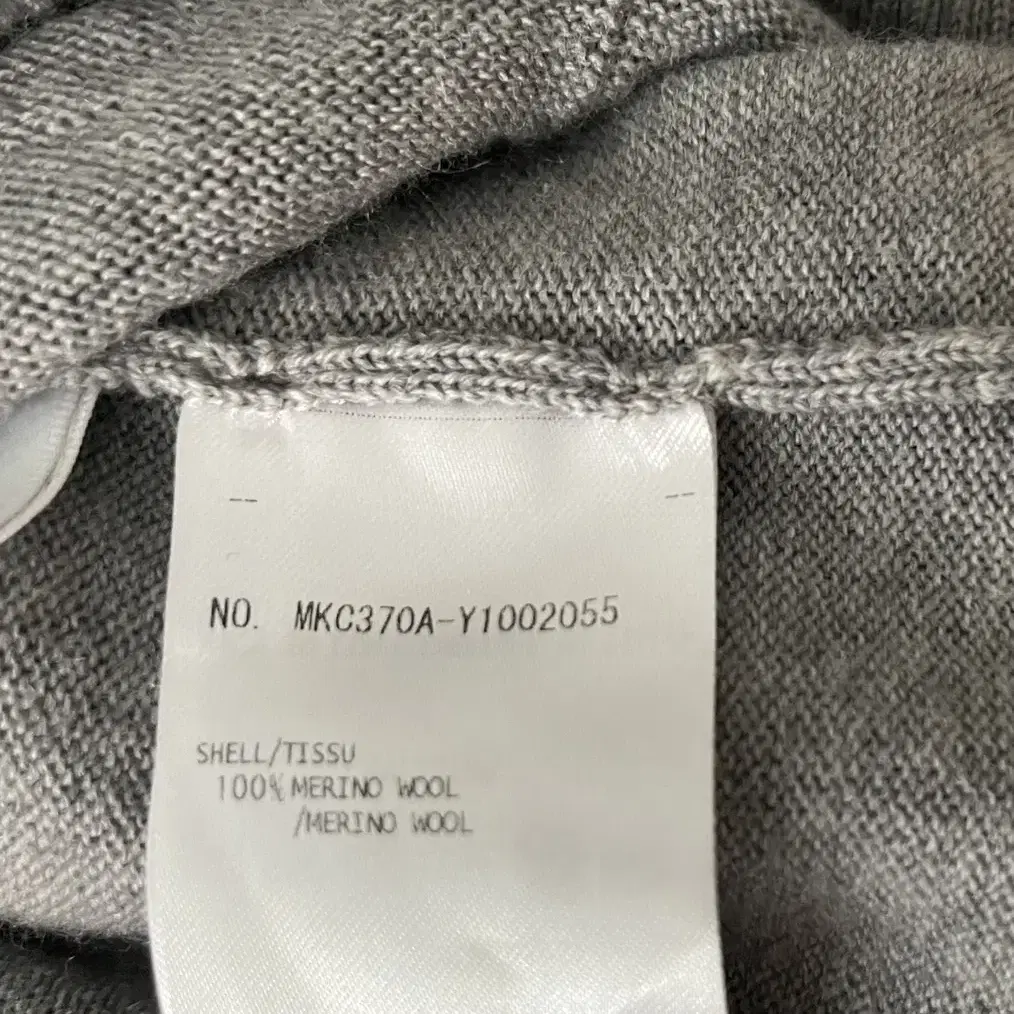 NO. MKC370A-Y1002055
SHELL/TISSU
100% MERINO WOOL
/MERINO WOOL